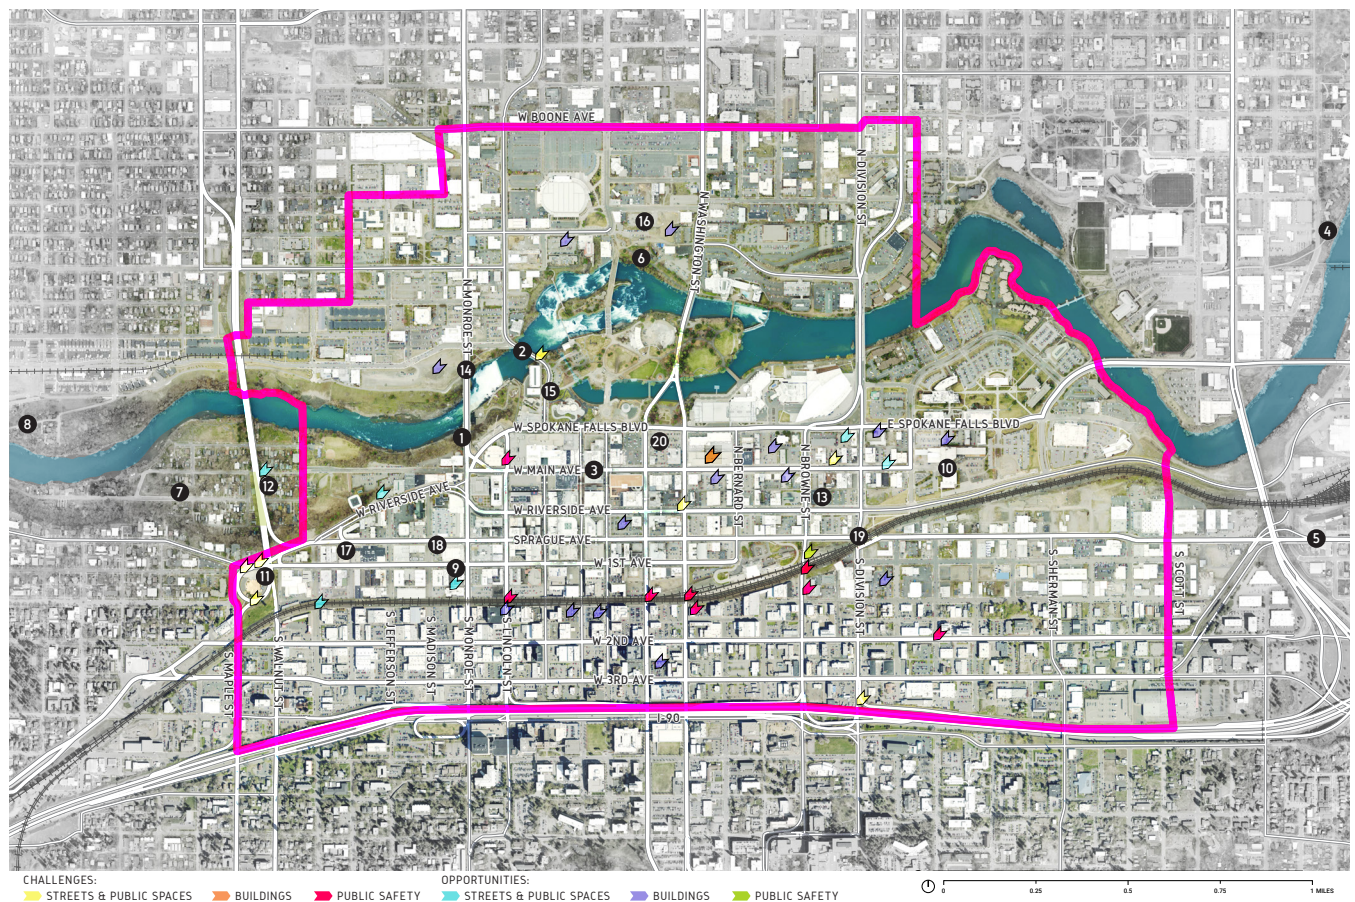 W BOONE AVE
N DIVISION ST
N WASHINGTON ST
16
4
6
N MONROE ST
2
14
15
8
1
W SPOKANE FALLS BLVD
E SPOKANE FALLS BLVD
20
W MAIN AVE
3
N BERNARD ST
N BROWNE ST
10
12
7
W RIVERSIDE AVE
13
W RIVERSIDE AVE
19
5
17
18
SPRAGUE AVE
9
W 1ST AVE
11
S DIVISION ST
S SHERMAN ST
S SCOTT ST
S MAPLE ST
S WALNUT ST
S JEFFERSON ST
S MADISON ST
S MONROE ST
S LINCOLN ST
W 2ND AVE
W 3RD AVE
I-90
CHALLENGES:
STREETS & PUBLIC SPACES
BUILDINGS
PUBLIC SAFETY
OPPORTUNITIES:
STREETS & PUBLIC SPACES
BUILDINGS
PUBLIC SAFETY
0
0.25
0.5
0.75
1 MILES